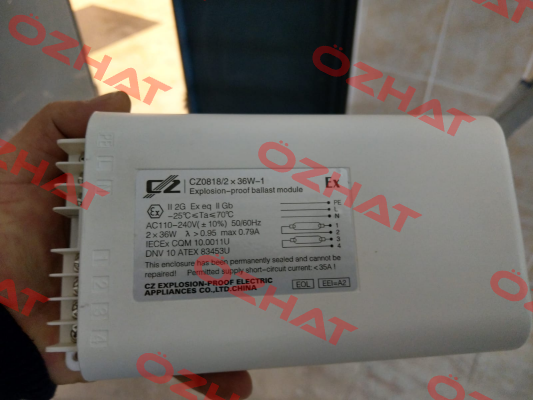 ÖZHAT
ÖZHAT
ÖZHAT
ÖZHAT
ÖZHAT
ÖZHAT
ÖZHAT
CZ
CZ0818/2×36W-1
Explosion-proof ballast module
Ex
Ex
II 2G Ex eq II Gb
-25℃≤Ta≤70℃
AC110-240V(±10%) 50/60Hz
2×36W λ>0.95 max 0.79A
IECEx CQM 10.0011U
DNV 10 ATEX 83453U
PE
L
N
1
2
3
4
This enclosure has been permanently sealed and cannot be
repaired! Permitted supply short-circuit current:<35A!
CZ EXPLOSION-PROOF ELECTRIC
APPLIANCES CO.,LTD.CHINA
EOL
EEI=A2